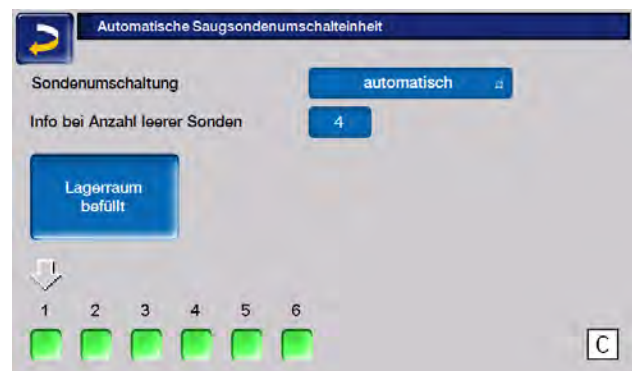 Automatische Saugsondenumschalteinheit
Sondenumschaltung automatisch
Info bei Anzahl leerer Sonden 4
Lagerraum
befüllt
1 2 3 4 5 6
C